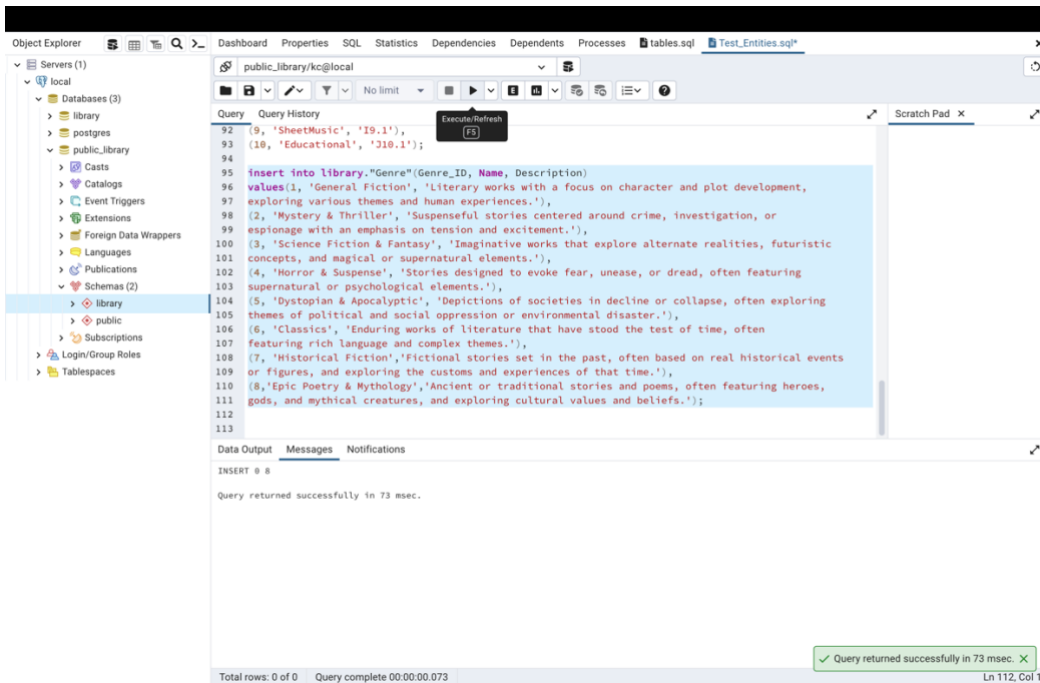 Object Explorer
Dashboard Properties SQL Statistics Dependencies Dependents Processes tables.sql Test_Entities.sql*
Servers (1)
local
Databases (3)
library
postgres
public_library
Casts
Catalogs
Event Triggers
Extensions
Foreign Data Wrappers
Languages
Publications
Schemas (2)
library
public
Subscriptions
Login/Group Roles
Tablespaces
public_library/kc@local
No limit
Query Query History
Execute/Refresh
F5
Scratch Pad
92 (9, 'SheetMusic', 'I9.1'),
93 (10, 'Educational', 'J10.1');
94
95 insert into library."Genre"(Genre_ID, Name, Description)
96 values(1, 'General Fiction', 'Literary works with a focus on character and plot development,
97 exploring various themes and human experiences.'),
98 (2, 'Mystery & Thriller', 'Suspenseful stories centered around crime, investigation, or
99 espionage with an emphasis on tension and excitement.'),
100 (3, 'Science Fiction & Fantasy', 'Imaginative works that explore alternate realities, futuristic
101 concepts, and magical or supernatural elements.'),
102 (4, 'Horror & Suspense', 'Stories designed to evoke fear, unease, or dread, often featuring
103 supernatural or psychological elements.'),
104 (5, 'Dystopian & Apocalyptic', 'Depictions of societies in decline or collapse, often exploring
105 themes of political and social oppression or environmental disaster.'),
106 (6, 'Classics', 'Enduring works of literature that have stood the test of time, often
107 featuring rich language and complex themes.'),
108 (7, 'Historical Fiction','Fictional stories set in the past, often based on real historical events
109 or figures, and exploring the customs and experiences of that time.'),
110 (8,'Epic Poetry & Mythology','Ancient or traditional stories and poems, often featuring heroes,
111 gods, and mythical creatures, and exploring cultural values and beliefs.');
112
113
Data Output Messages Notifications
INSERT 0 8
Query returned successfully in 73 msec.
Query returned successfully in 73 msec.
Total rows: 0 of 0 Query complete 00:00:00.073
Ln 112, Col 1